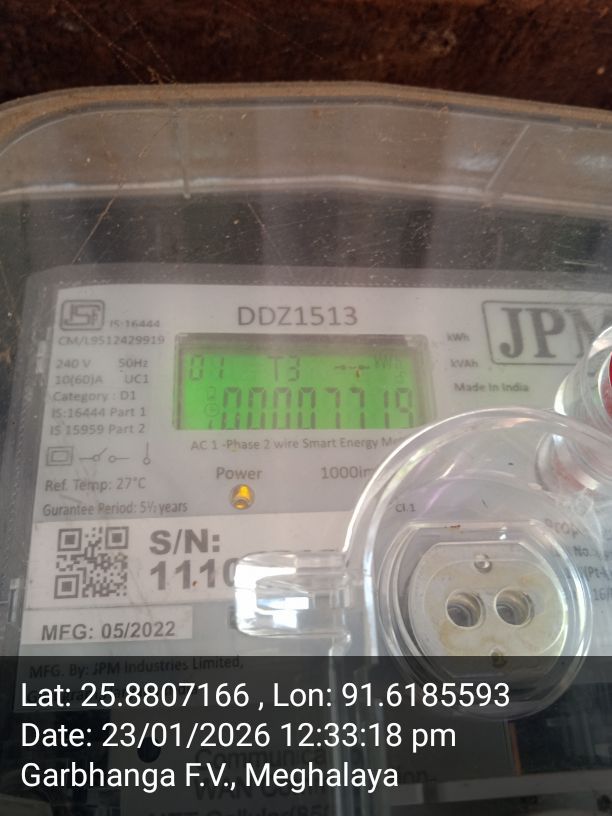 IS:16444
CM/L9512429919
DDZ1513
kWh
kVAh
JPM
Made In India
240 V 50Hz
10(60)A UC1
Category : D1
IS:16444 Part 1
IS 15959 Part 2
01 T3 Wh
00007719
AC 1 -Phase 2 wire Smart Energy
Ref. Temp: 27°C
Power
Gurantee Period: 5½ years
Cl.1
S/N:
MFG: 05/2022
MFG. By: JPM Industries Limited,
Lat: 25.8807166 , Lon: 91.6185593
Date: 23/01/2026 12:33:18 pm
Garbhanga F.V., Meghalaya